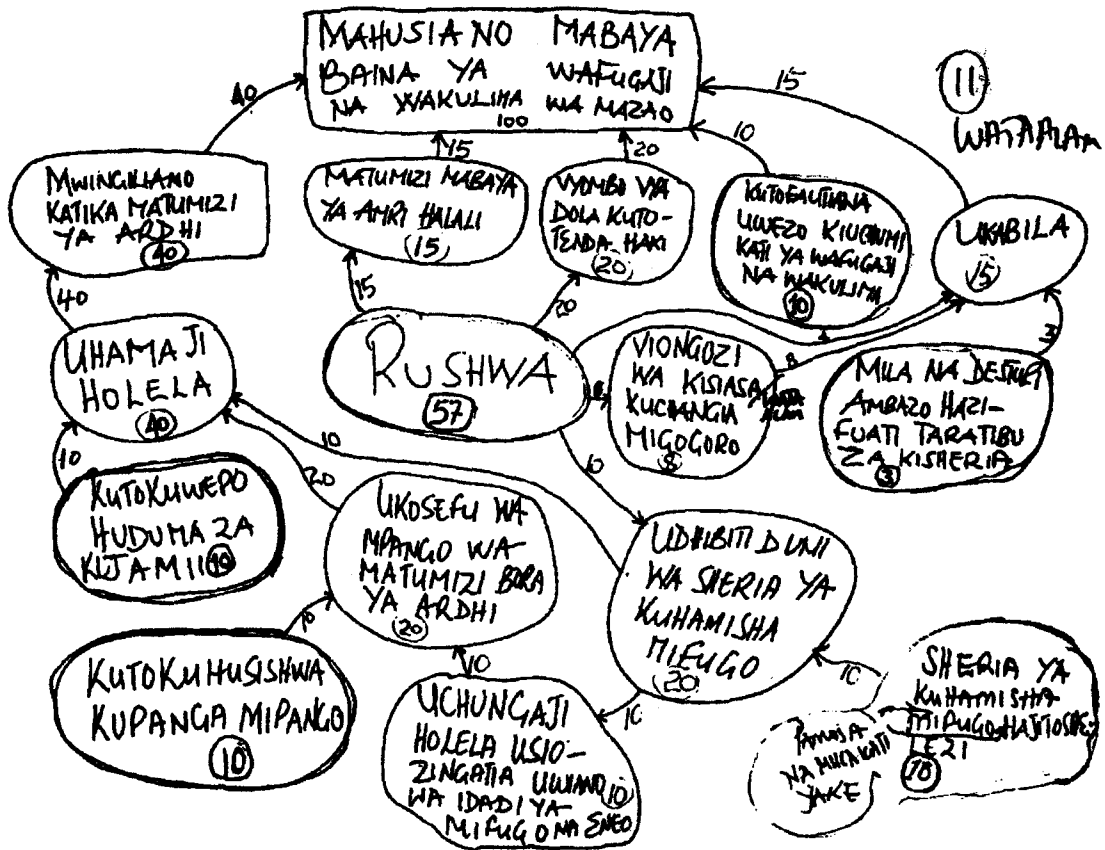 MAHUSIANO MABAYA
BAINA YA WAFUGAJI
NA WAKULIMA WA MAZAO
100
11
WATAALAM
40
15
20
10
15
MWINGILIANO
KATIKA MATUMIZI
YA ARDHI
40
MATUMIZI MABAYA
YA AMRI HALALI
15
VYOMBO VYA
DOLA KUTO-
TENDA HAKI
20
KUTOFAUTIANA
UWEZO KIUCHUMI
KATI YA WAFUGAJI
NA WAKULIMA
10
UKABILA
15
40
15
20
4
8
3
UHAMAJI
HOLELA
40
RUSHWA
57
VIONGOZI
WA KISIASA
KUCHANGIA
MIGOGORO
8
MILA NA DESTURI
AMBAZO HAZI-
FUATI TARATIBU
ZA KISHERIA
3
10
20
10
10
KUTOKUWEPO
HUDUMA ZA
KIJAMII 10
UKOSEFU WA
MPANGO WA
MATUMIZI BORA
YA ARDHI
20
UDHIBITI DUNI
WA SHERIA YA
KUHAMISHA
MIFUGO
20
10
10
10
10
KUTOKUHUSISHWA
KUPANGA MIPANGO
10
UCHUNGAJI
HOLELA USIO-
ZINGATIA UWIANO
WA IDADI YA
MIFUGO NA ENEO
10
PAMOJA
NA
JAKE
SHERIA YA
KUHAMISHA
MIFUGO HAJITOSHE-
LEZI
10